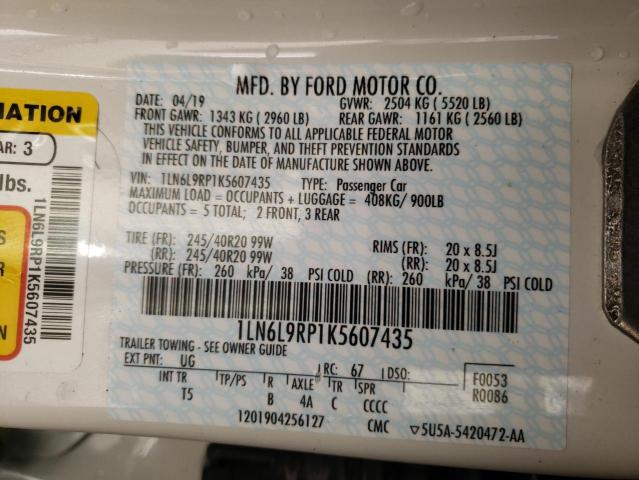 MATION
AR: 3
lbs.
S
R
N
1LN6L9RP1K5607435
MFD. BY FORD MOTOR CO.
DATE: 04/19 GVWR: 2504 KG ( 5520 LB)
FRONT GAWR: 1343 KG ( 2960 LB) REAR GAWR: 1161 KG ( 2560 LB)
THIS VEHICLE CONFORMS TO ALL APPLICABLE FEDERAL MOTOR
VEHICLE SAFETY, BUMPER, AND THEFT PREVENTION STANDARDS
IN EFFECT ON THE DATE OF MANUFACTURE SHOWN ABOVE.
VIN: 1LN6L9RP1K5607435 TYPE: Passenger Car
MAXIMUM LOAD = OCCUPANTS + LUGGAGE = 408KG/ 900LB
OCCUPANTS = 5 TOTAL; 2 FRONT, 3 REAR
TIRE (FR): 245/40R20 99W RIMS (FR): 20 x 8.5J
(RR): 245/40R20 99W (RR): 20 x 8.5J
PRESSURE (FR): 260 kPa/ 38 PSI COLD (RR): 260 kPa/ 38 PSI COLD
1LN6L9RP1K5607435
TRAILER TOWING - SEE OWNER GUIDE
EXT PNT: UG RC: 67 DSO:
INT TR TP/PS R AXLE TR SPR F0053
T5 B 4A C CCCC R0086
1201904256127 CMC ▽5U5A-5420472-AA